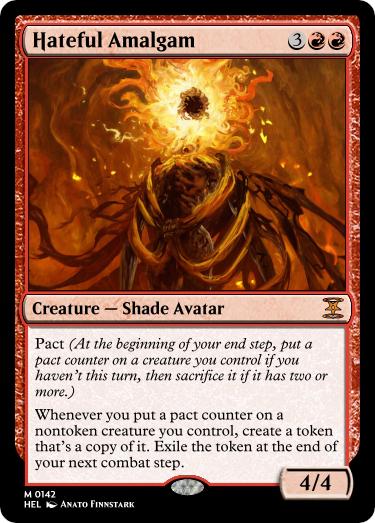 Hateful Amalgam 3
Creature — Shade Avatar
Pact (At the beginning of your end step, put a
pact counter on a creature you control if you
haven't this turn, then sacrifice it if it has two or
more.)
Whenever you put a pact counter on a
nontoken creature you control, create a token
that's a copy of it. Exile the token at the end of
your next combat step.
4/4
M 0142
HEL Anato Finnstark